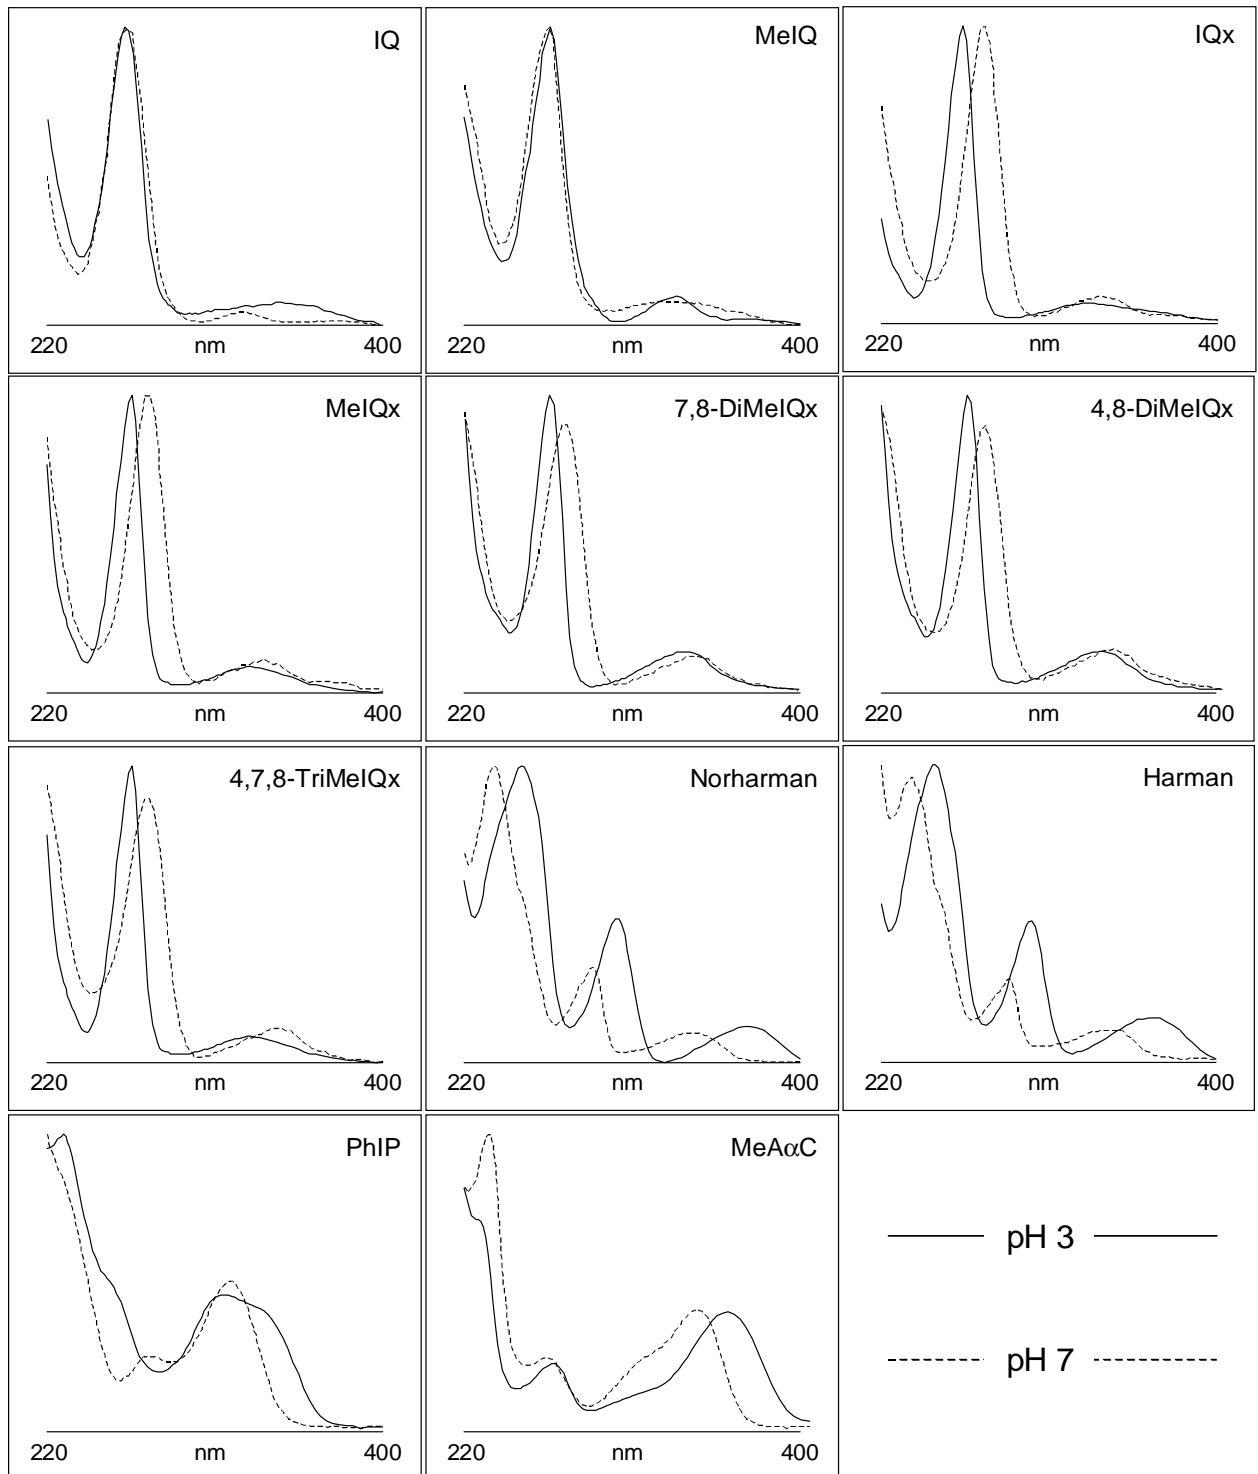 IQ
220 nm 400
MeIQ
220 nm 400
IQx
220 nm 400
MeIQx
220 nm 400
7,8-DiMeIQx
220 nm 400
4,8-DiMeIQx
220 nm 400
4,7,8-TriMeIQx
220 nm 400
Norharman
220 nm 400
Harman
220 nm 400
PhIP
220 nm 400
MeAαC
220 nm 400
pH 3
pH 7